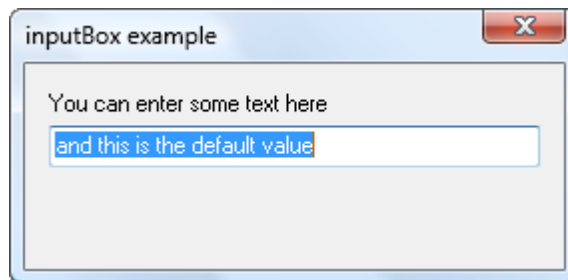 inputBox example
You can enter some text here
and this is the default value